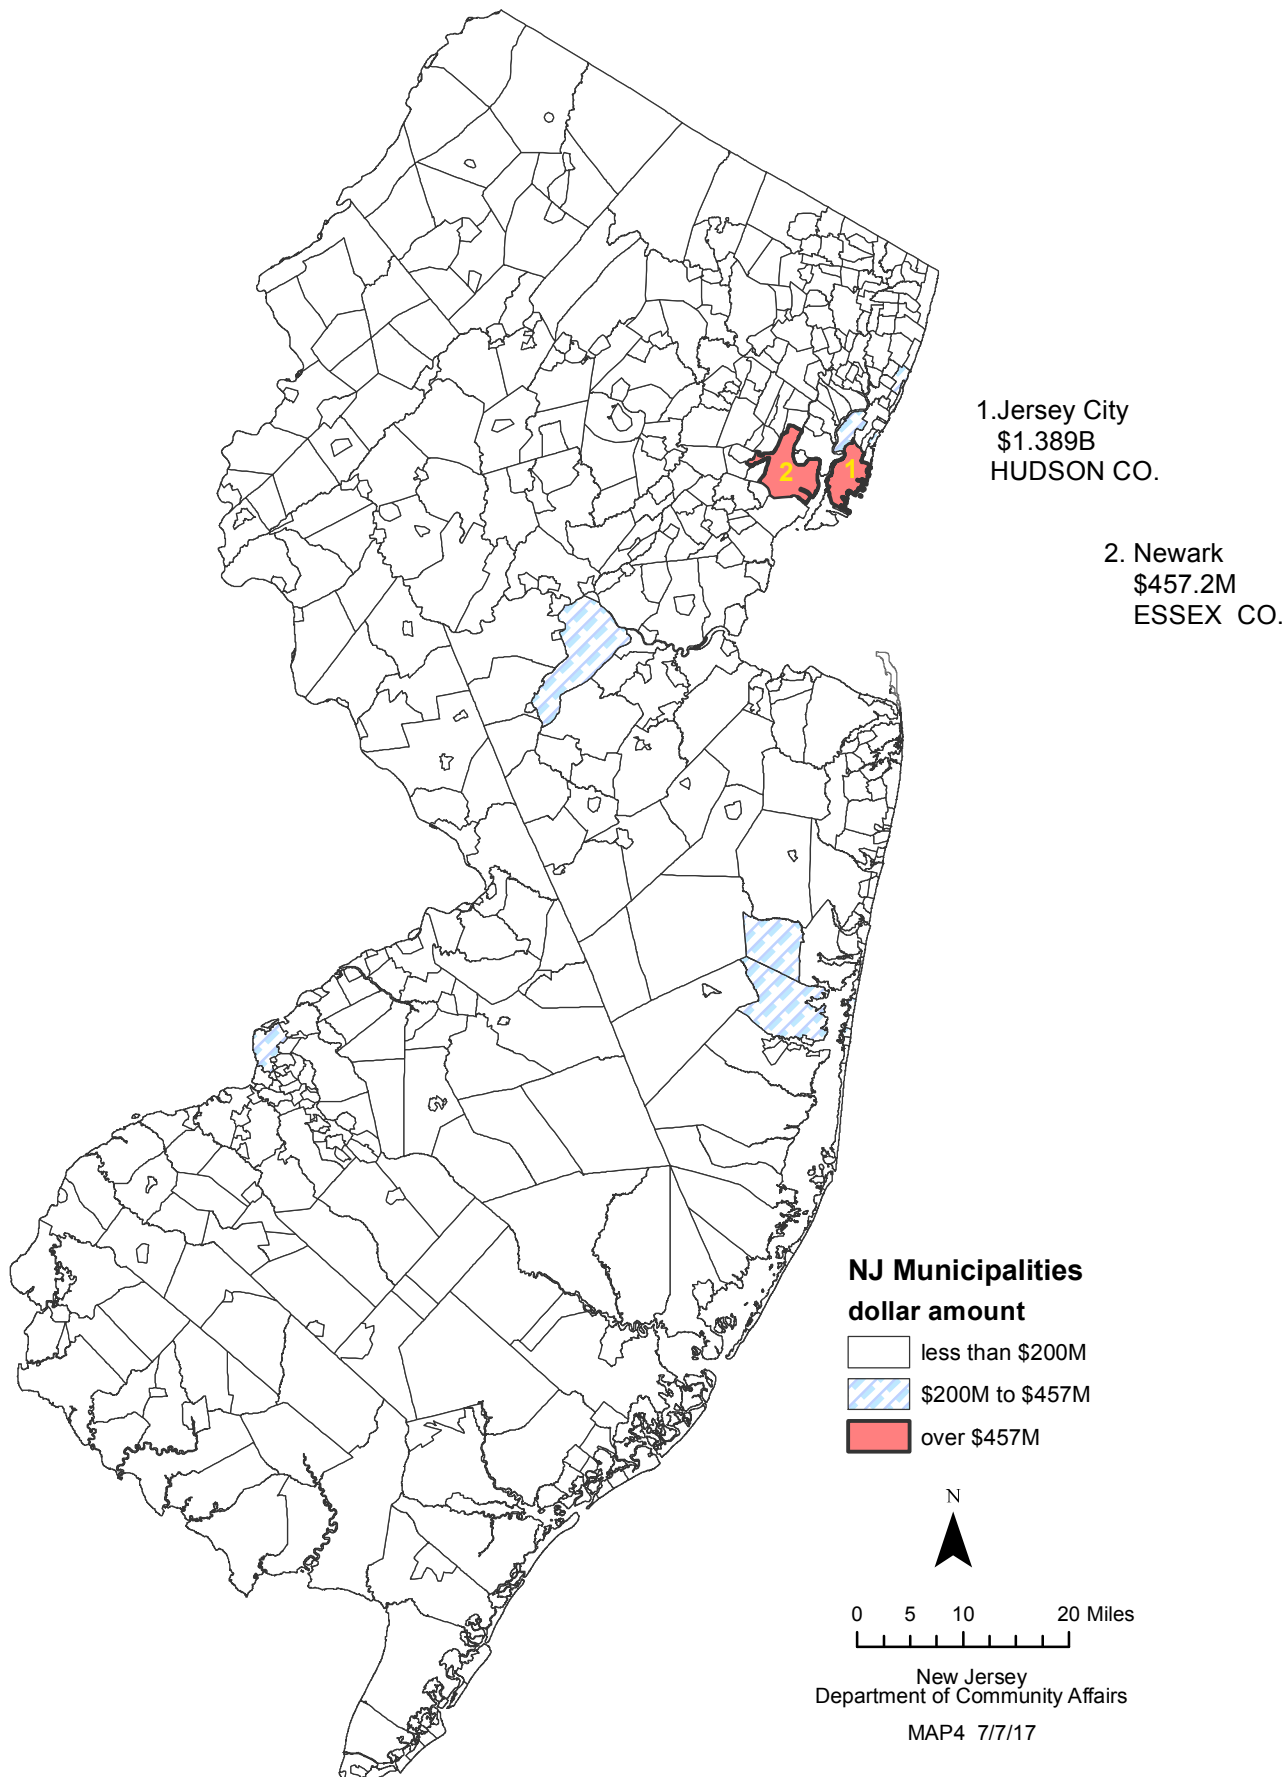 1.Jersey City
$1.389B
HUDSON CO.
2. Newark
$457.2M
ESSEX CO.
2
1
NJ Municipalities
dollar amount
less than $200M
$200M to $457M
over $457M
N
0 5 10 20 Miles
New Jersey
Department of Community Affairs
MAP4 7/7/17